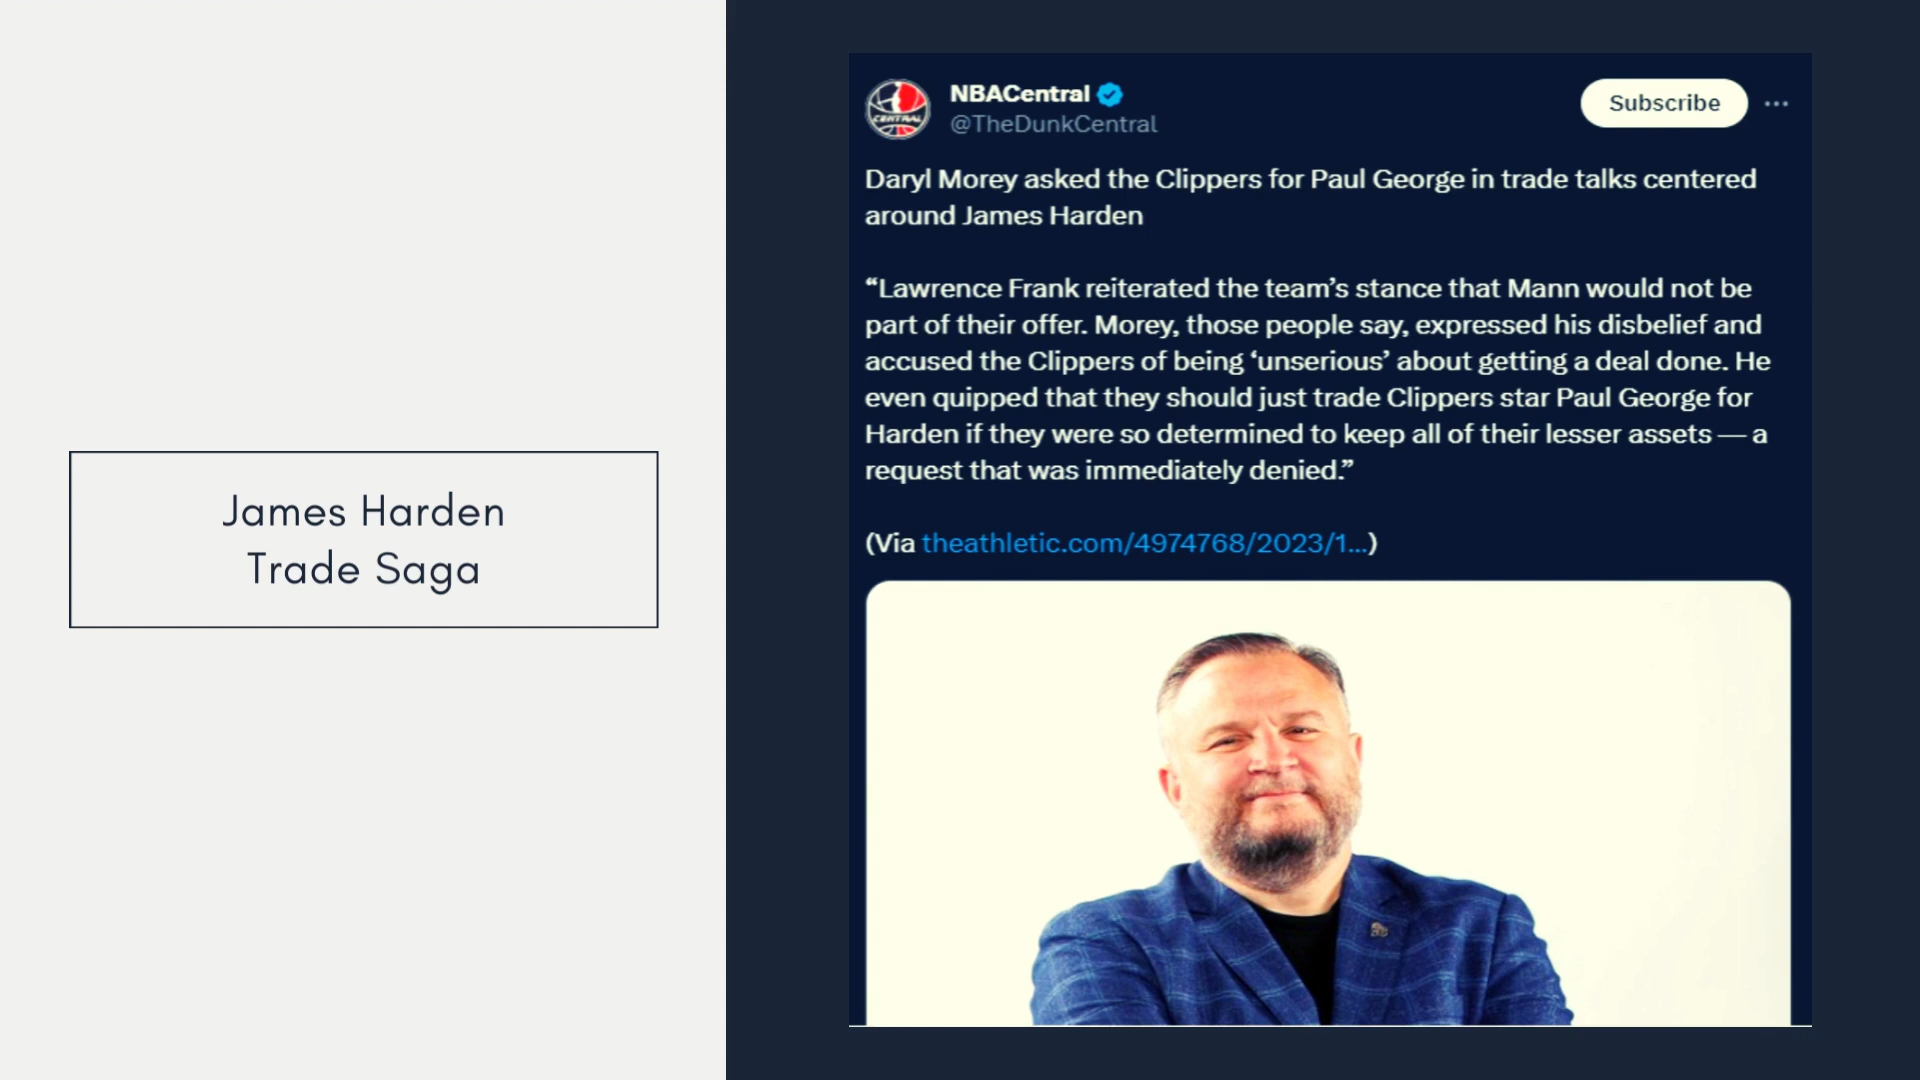 James Harden
Trade Saga
NBACentral
@TheDunkCentral
Subscribe
CENTRAL
Daryl Morey asked the Clippers for Paul George in trade talks centered
around James Harden
“Lawrence Frank reiterated the team’s stance that Mann would not be
part of their offer. Morey, those people say, expressed his disbelief and
accused the Clippers of being ‘unserious’ about getting a deal done. He
even quipped that they should just trade Clippers star Paul George for
Harden if they were so determined to keep all of their lesser assets — a
request that was immediately denied.”
(Via theathletic.com/4974768/2023/1...)